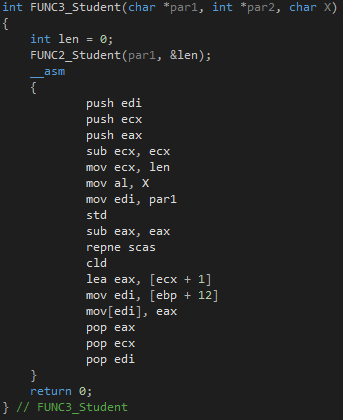 int FUNC3_Student(char *par1, int *par2, char X)
{
    int len = 0;
    FUNC2_Student(par1, &len);
    __asm
    {
            push edi
            push ecx
            push eax
            sub ecx, ecx
            mov ecx, len
            mov al, X
            mov edi, par1
            std
            sub eax, eax
            repne scas
            cld
            lea eax, [ecx + 1]
            mov edi, [ebp + 12]
            mov[edi], eax
            pop eax
            pop ecx
            pop edi
    }
    return 0;
} // FUNC3_Student